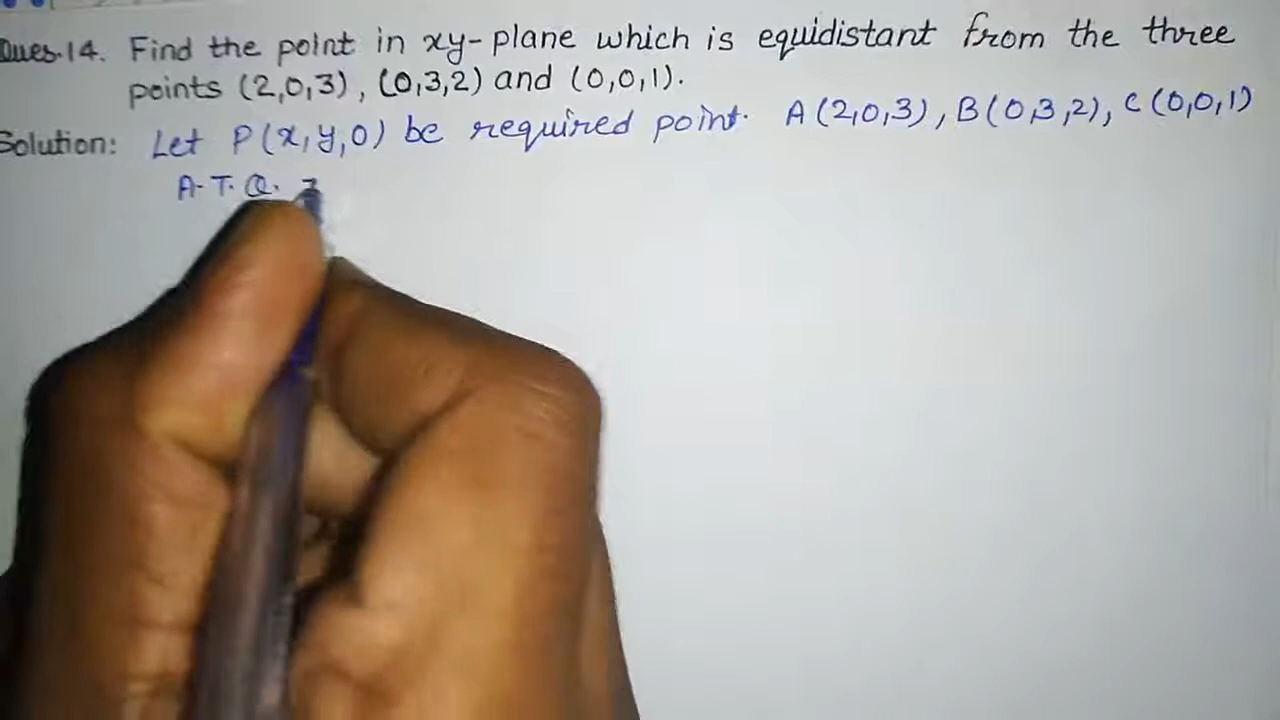 Ques.14. Find the point in xy-plane which is equidistant from the three
points (2,0,3), (0,3,2) and (0,0,1).
Solution: Let P(x,y,0) be required point. A(2,0,3), B(0,3,2), C(0,0,1)
A.T.Q.